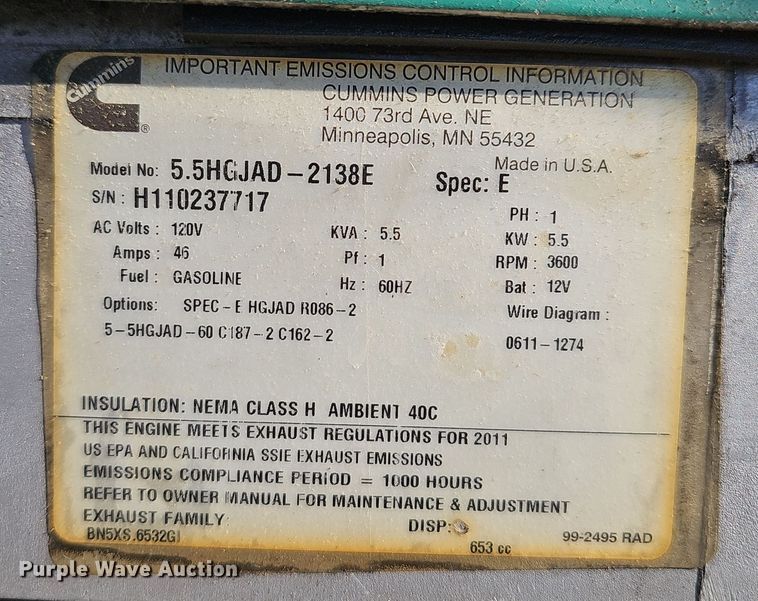 Cummins
®
IMPORTANT EMISSIONS CONTROL INFORMATION
CUMMINS POWER GENERATION
1400 73rd Ave. NE
Minneapolis, MN 55432
Made in U.S.A.
Model No: 5.5HGJAD-2138E Spec: E
S/N: H110237717
PH: 1
AC Volts: 120V KVA: 5.5 KW: 5.5
Amps: 46 Pf: 1 RPM: 3600
Fuel: GASOLINE Hz: 60HZ Bat: 12V
Options: SPEC-E HGJAD R086-2 Wire Diagram:
5-5HGJAD-60 C187-2 C162-2 0611-1274
INSULATION: NEMA CLASS H AMBIENT 40C
THIS ENGINE MEETS EXHAUST REGULATIONS FOR 2011
US EPA AND CALIFORNIA SSIE EXHAUST EMISSIONS
EMISSIONS COMPLIANCE PERIOD = 1000 HOURS
REFER TO OWNER MANUAL FOR MAINTENANCE & ADJUSTMENT
EXHAUST FAMILY: DISP:
BN5XS.6532GI 653 cc 99-2495 RAD
Purple Wave Auction